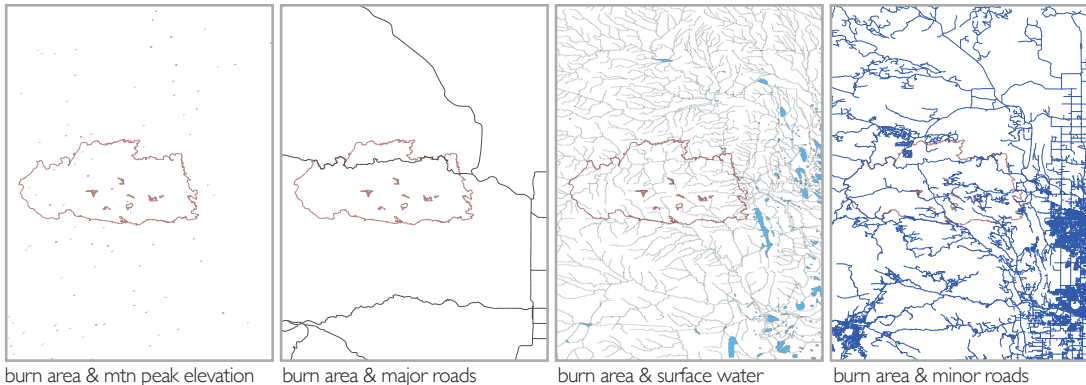 burn area & mtn peak elevation
burn area & major roads
burn area & surface water
burn area & minor roads